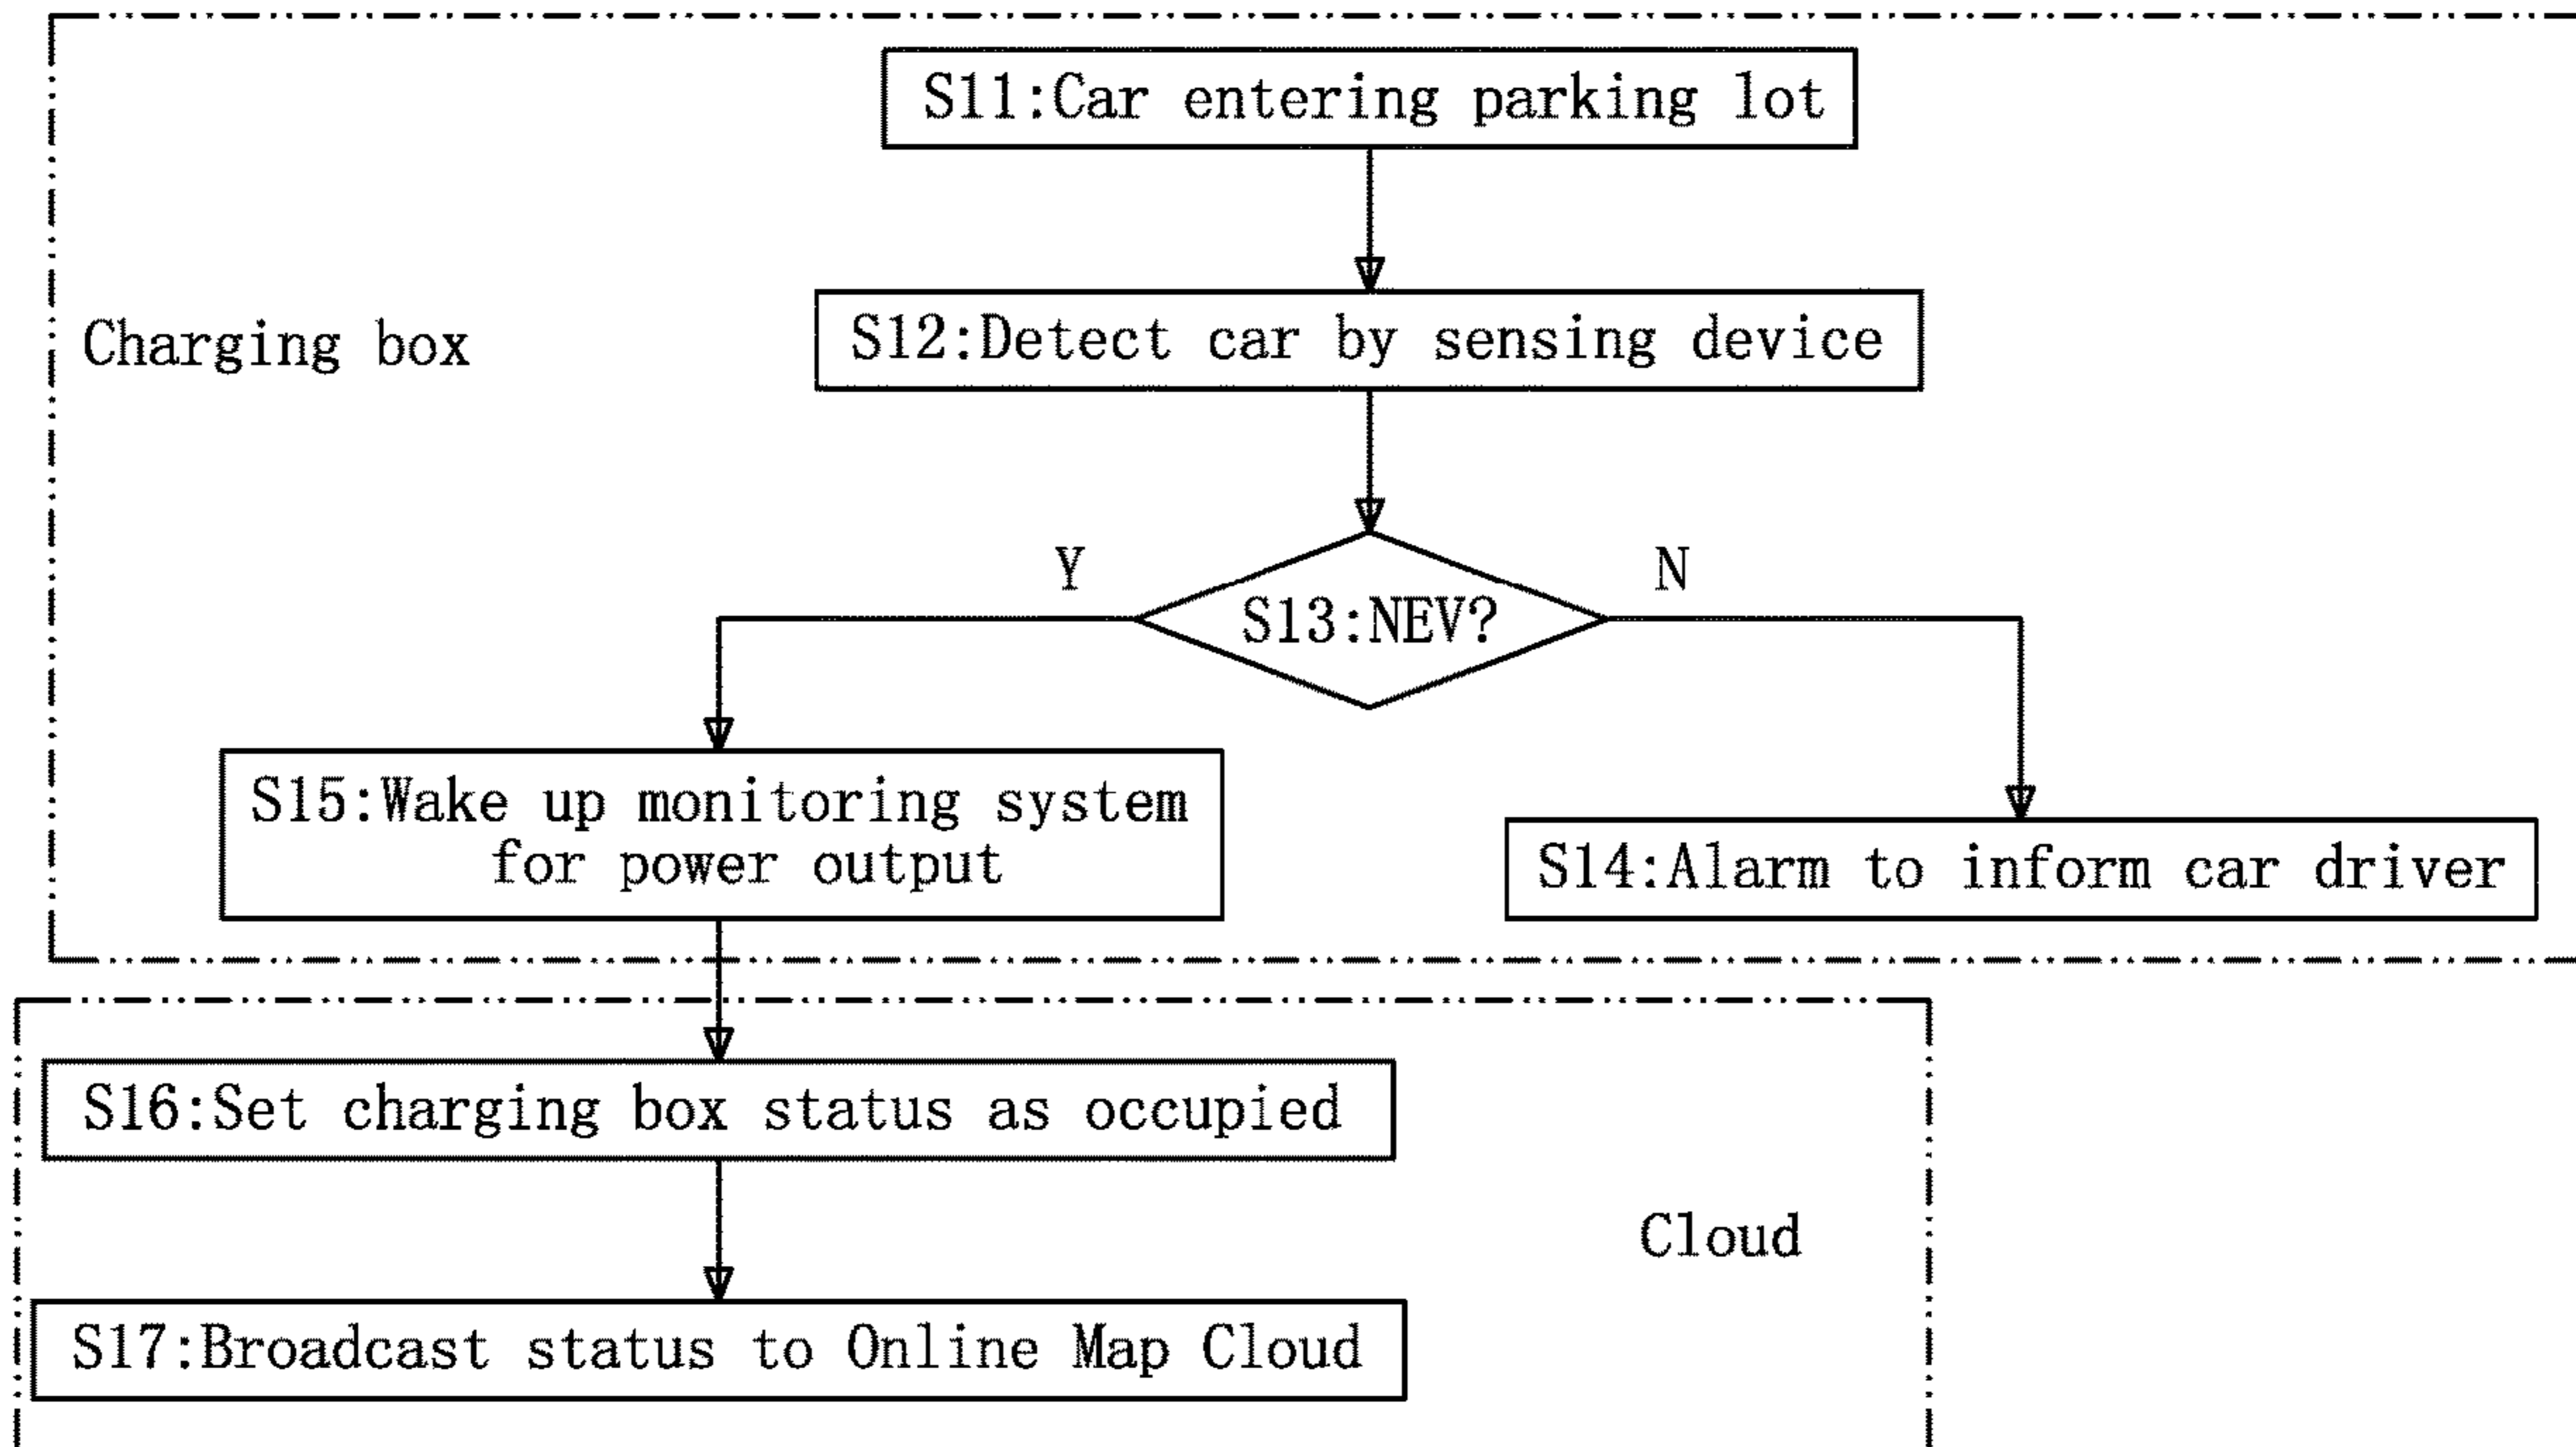 S11:Car entering parking lot
Charging box
S12:Detect car by sensing device
Y
N
S13:NEV?
S15:Wake up monitoring system
for power output
S14:Alarm to inform car driver
S16:Set charging box status as occupied
Cloud
S17:Broadcast status to Online Map Cloud